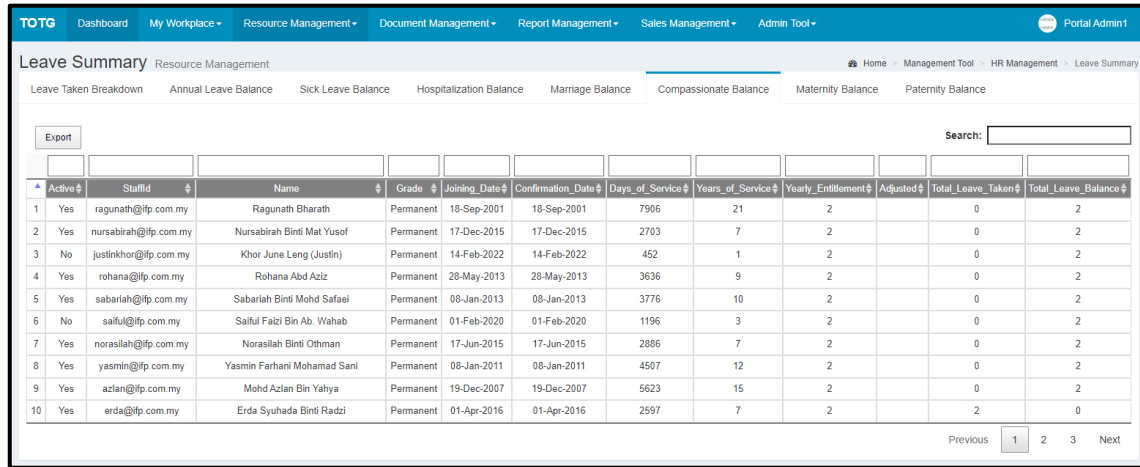 TOTG Dashboard My Workplace Resource Management Document Management Report Management Sales Management Admin Tool Portal Admin1
Leave Summary Resource Management Home > Management Tool > HR Management > Leave Summary
Leave Taken Breakdown Annual Leave Balance Sick Leave Balance Hospitalization Balance Marriage Balance Compassionate Balance Maternity Balance Paternity Balance
Export Search:
Active StaffId Name Grade Joining_Date Confirmation_Date Days_of_Service Years_of_Service Yearly_Entitlement Adjusted Total_Leave_Taken Total_Leave_Balance
1 Yes ragunath@ifp.com.my Ragunath Bharath Permanent 18-Sep-2001 18-Sep-2001 7906 21 2 0 2
2 Yes nursabirah@ifp.com.my Nursabirah Binti Mat Yusof Permanent 17-Dec-2015 17-Dec-2015 2703 7 2 0 2
3 No justinkhor@ifp.com.my Khor June Leng (Justin) Permanent 14-Feb-2022 14-Feb-2022 452 1 2 0 2
4 Yes rohana@ifp.com.my Rohana Abd Aziz Permanent 28-May-2013 28-May-2013 3636 9 2 0 2
5 Yes sabariah@ifp.com.my Sabariah Binti Mohd Safaei Permanent 08-Jan-2013 08-Jan-2013 3776 10 2 0 2
6 No saiful@ifp.com.my Saiful Faizi Bin Ab. Wahab Permanent 01-Feb-2020 01-Feb-2020 1196 3 2 0 2
7 Yes norasilah@ifp.com.my Norasilah Binti Othman Permanent 17-Jun-2015 17-Jun-2015 2886 7 2 0 2
8 Yes yasmin@ifp.com.my Yasmin Farhani Mohamad Sani Permanent 08-Jan-2011 08-Jan-2011 4507 12 2 0 2
9 Yes azlan@ifp.com.my Mohd Azlan Bin Yahya Permanent 19-Dec-2007 19-Dec-2007 5623 15 2 0 2
10 Yes erda@ifp.com.my Erda Syuhada Binti Radzi Permanent 01-Apr-2016 01-Apr-2016 2597 7 2 2 0
Previous 1 2 3 Next